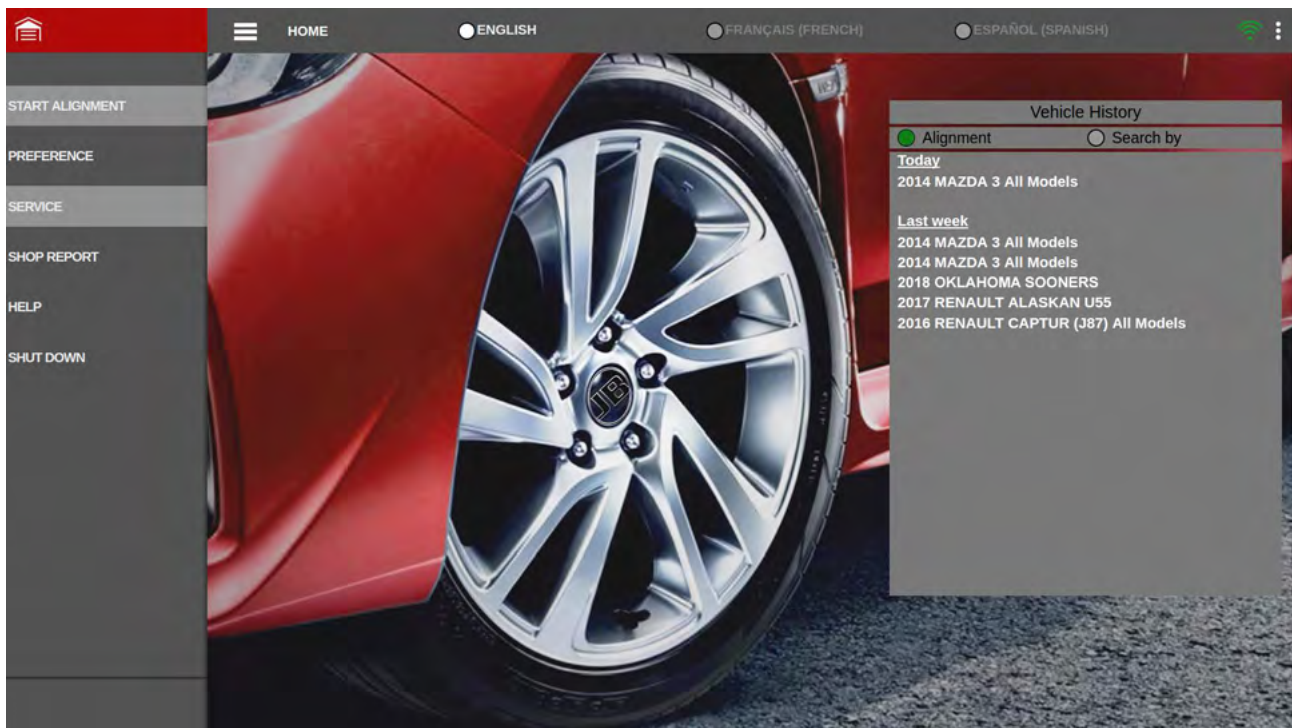 HOME
ENGLISH
FRANÇAIS (FRENCH)
ESPAÑOL (SPANISH)
START ALIGNMENT
PREFERENCE
SERVICE
SHOP REPORT
HELP
SHUT DOWN
Vehicle History
Alignment
Search by
Today
2014 MAZDA 3 All Models
Last week
2014 MAZDA 3 All Models
2014 MAZDA 3 All Models
2018 OKLAHOMA SOONERS
2017 RENAULT ALASKAN U55
2016 RENAULT CAPTUR (J87) All Models
JB